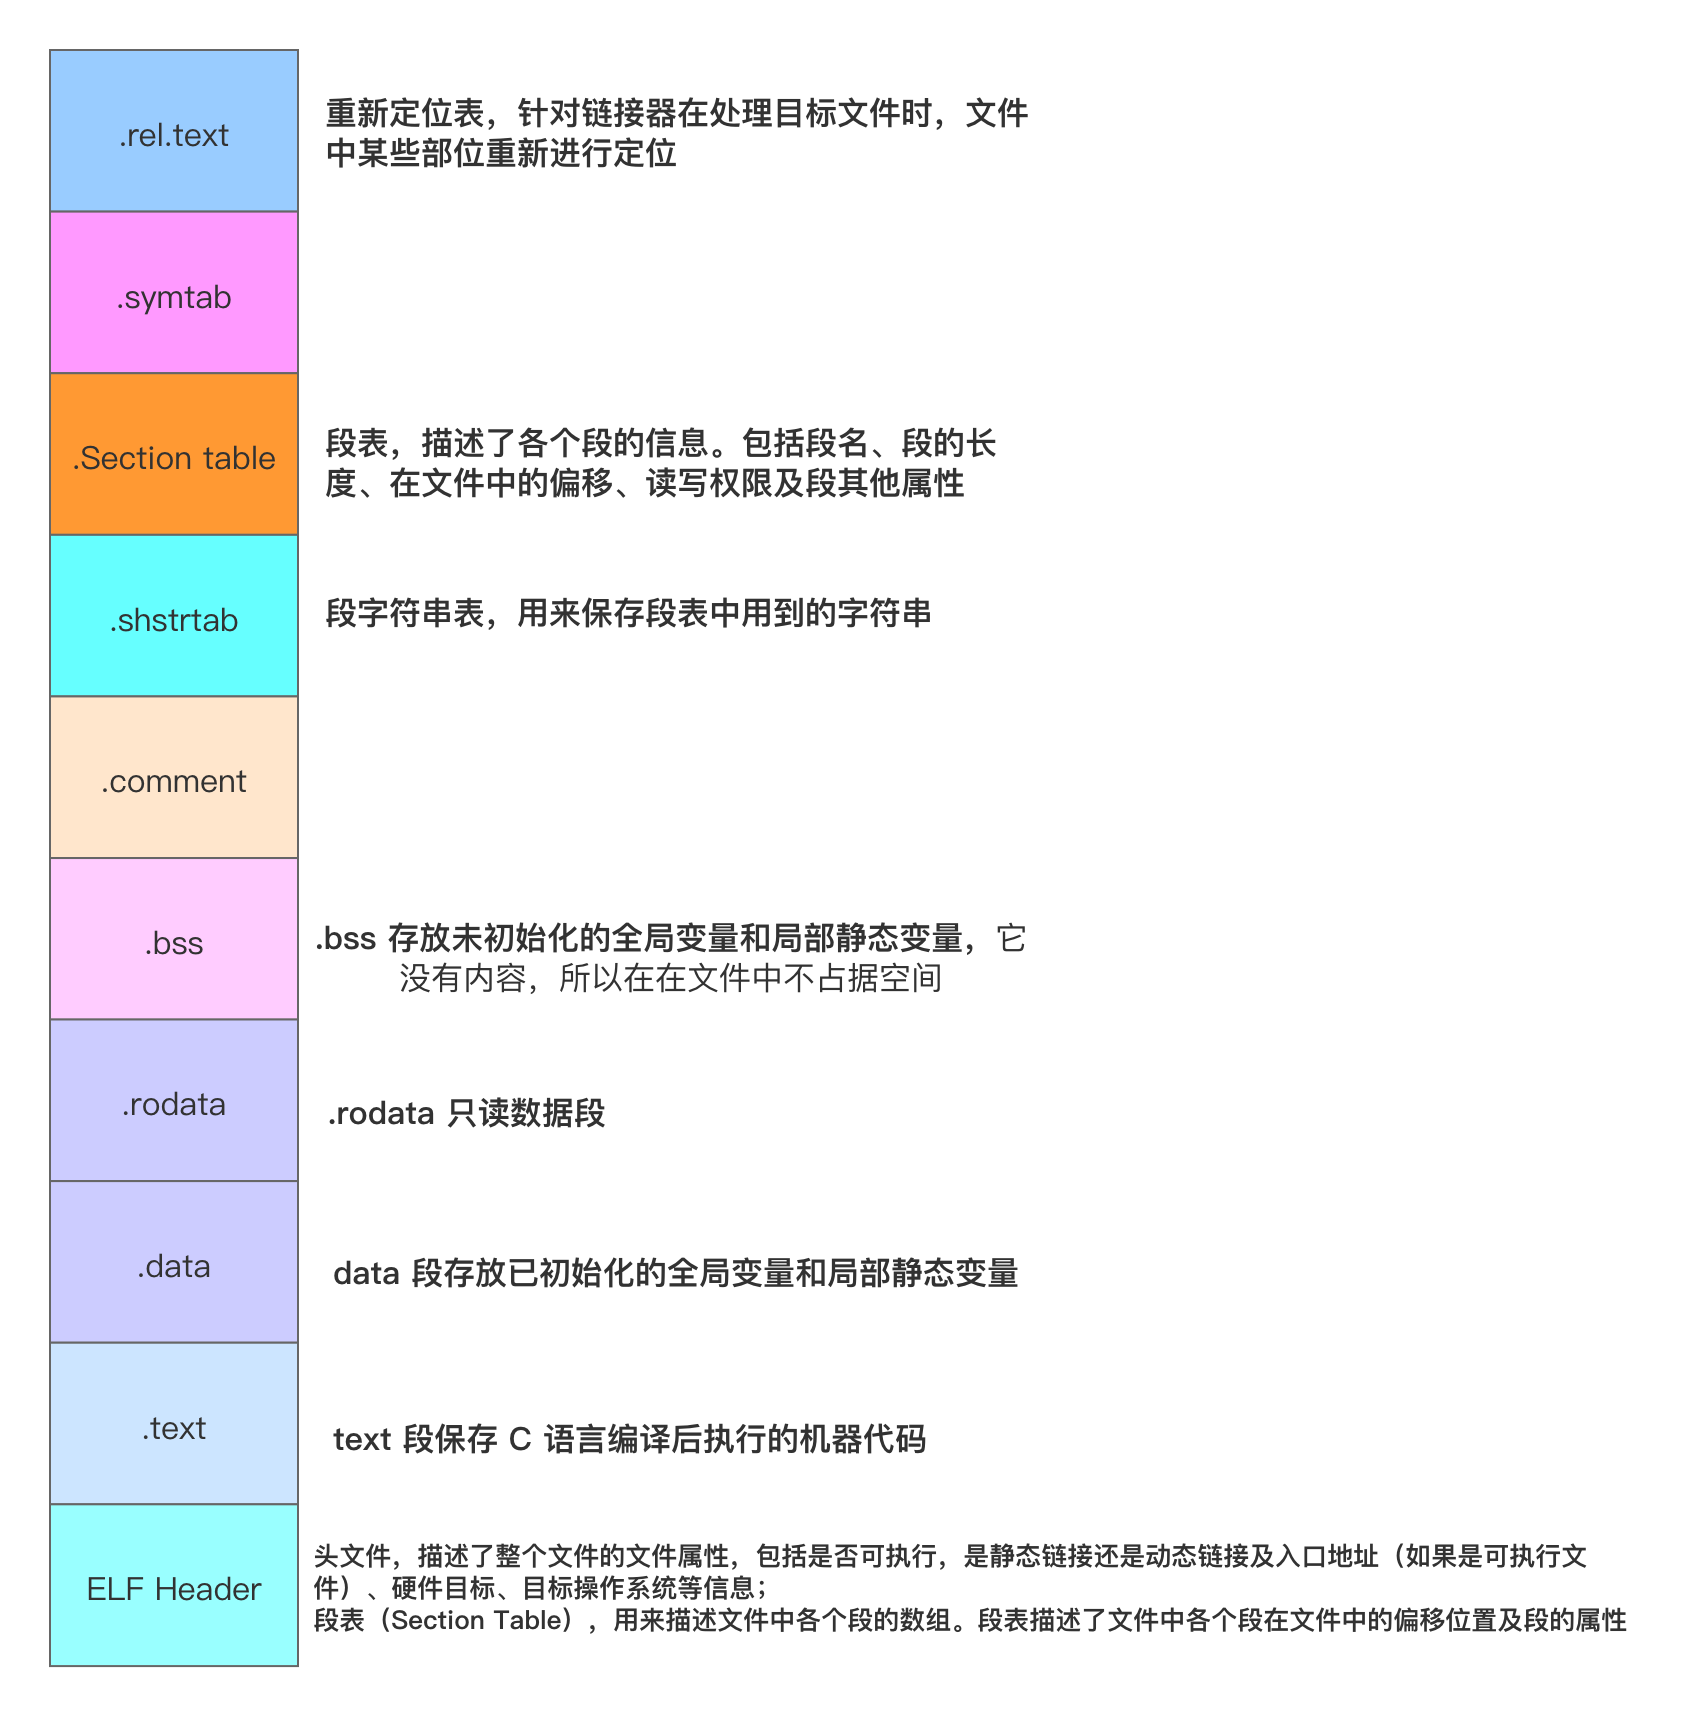 .rel.text
重新定位表，针对链接器在处理目标文件时，文件
中某些部位重新进行定位
.symtab
.Section table
段表，描述了各个段的信息。包括段名、段的长
度、在文件中的偏移、读写权限及段其他属性
.shstrtab
段字符串表，用来保存段表中用到的字符串
.comment
.bss
.bss 存放未初始化的全局变量和局部静态变量，它
没有内容，所以在在文件中不占据空间
.rodata
.rodata 只读数据段
.data
data 段存放已初始化的全局变量和局部静态变量
.text
text 段保存 C 语言编译后执行的机器代码
ELF Header
头文件，描述了整个文件的文件属性，包括是否可执行，是静态链接还是动态链接及入口地址（如果是可执行文
件）、硬件目标、目标操作系统等信息；
段表（Section Table），用来描述文件中各个段的数组。段表描述了文件中各个段在文件中的偏移位置及段的属性